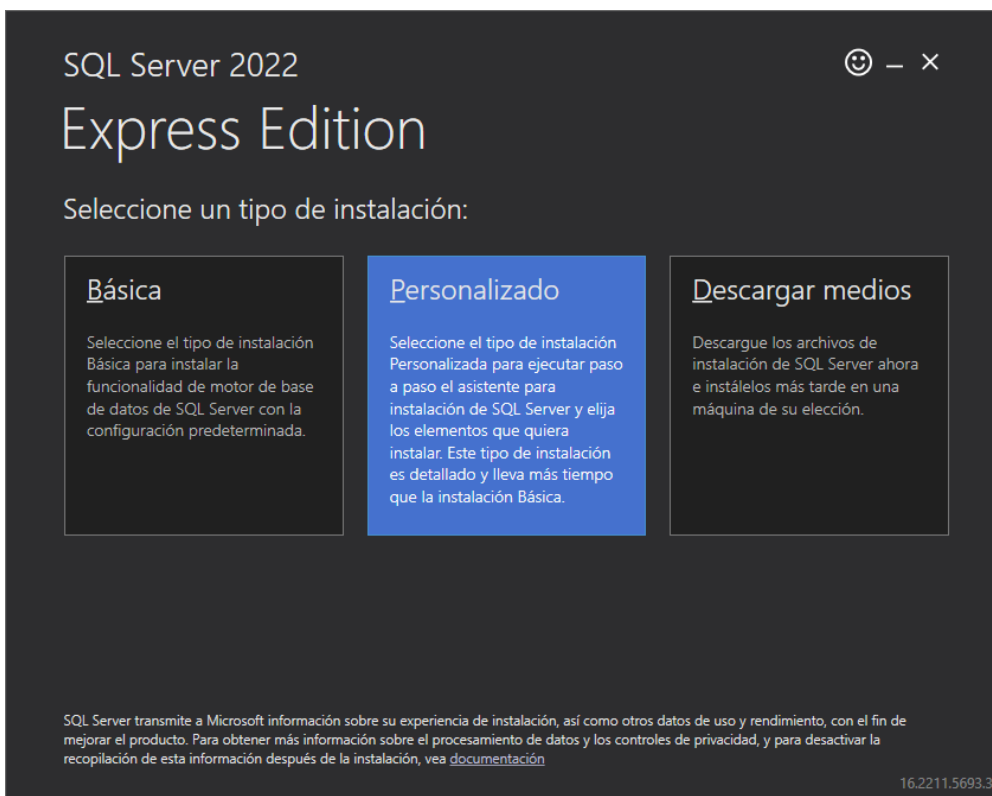 SQL Server 2022
Express Edition
Seleccione un tipo de instalación:
Básica
Seleccione el tipo de instalación
Básica para instalar la
funcionalidad de motor de base
de datos de SQL Server con la
configuración predeterminada.
Personalizado
Seleccione el tipo de instalación
Personalizada para ejecutar paso
a paso el asistente para
instalación de SQL Server y elija
los elementos que quiera
instalar. Este tipo de instalación
es detallado y lleva más tiempo
que la instalación Básica.
Descargar medios
Descargue los archivos de
instalación de SQL Server ahora
e instálelos más tarde en una
máquina de su elección.
SQL Server transmite a Microsoft información sobre su experiencia de instalación, así como otros datos de uso y rendimiento, con el fin de
mejorar el producto. Para obtener más información sobre el procesamiento de datos y los controles de privacidad, y para desactivar la
recopilación de esta información después de la instalación, vea documentación
16.2211.5693.3